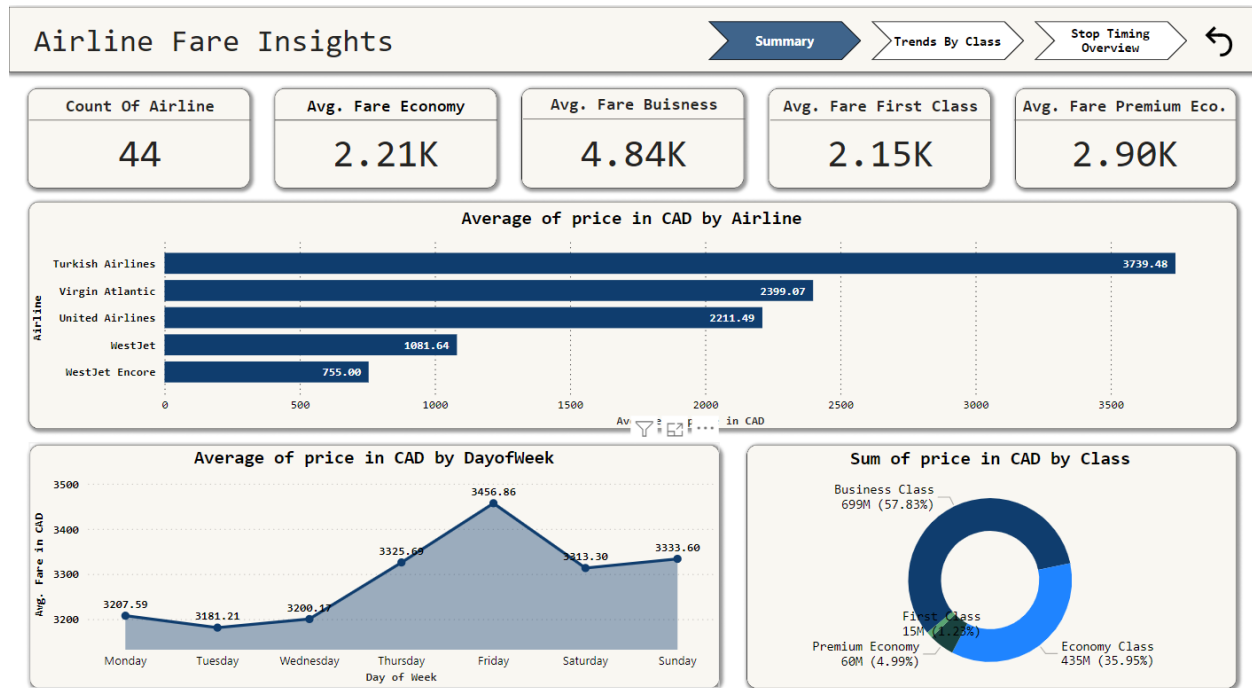 Airline Fare Insights
Summary
Trends By Class
Stop Timing
Overview
Count Of Airline
44
Avg. Fare Economy
2.21K
Avg. Fare Buisness
4.84K
Avg. Fare First Class
2.15K
Avg. Fare Premium Eco.
2.90K
Average of price in CAD by Airline
Airline
Turkish Airlines
3739.48
Virgin Atlantic
2399.07
United Airlines
2211.49
WestJet
1081.64
WestJet Encore
755.00
0 500 1000 1500 2000 2500 3000 3500
in CAD
Average of price in CAD by DayofWeek
Avg. Fare in CAD
3500
3400
3300
3200
3207.59
3181.21
3200.17
3325.69
3456.86
3313.30
3333.60
Monday Tuesday Wednesday Thursday Friday Saturday Sunday
Day of Week
Sum of price in CAD by Class
Business Class
699M (57.83%)
First Class
15M (1.23%)
Premium Economy
60M (4.99%)
Economy Class
435M (35.95%)